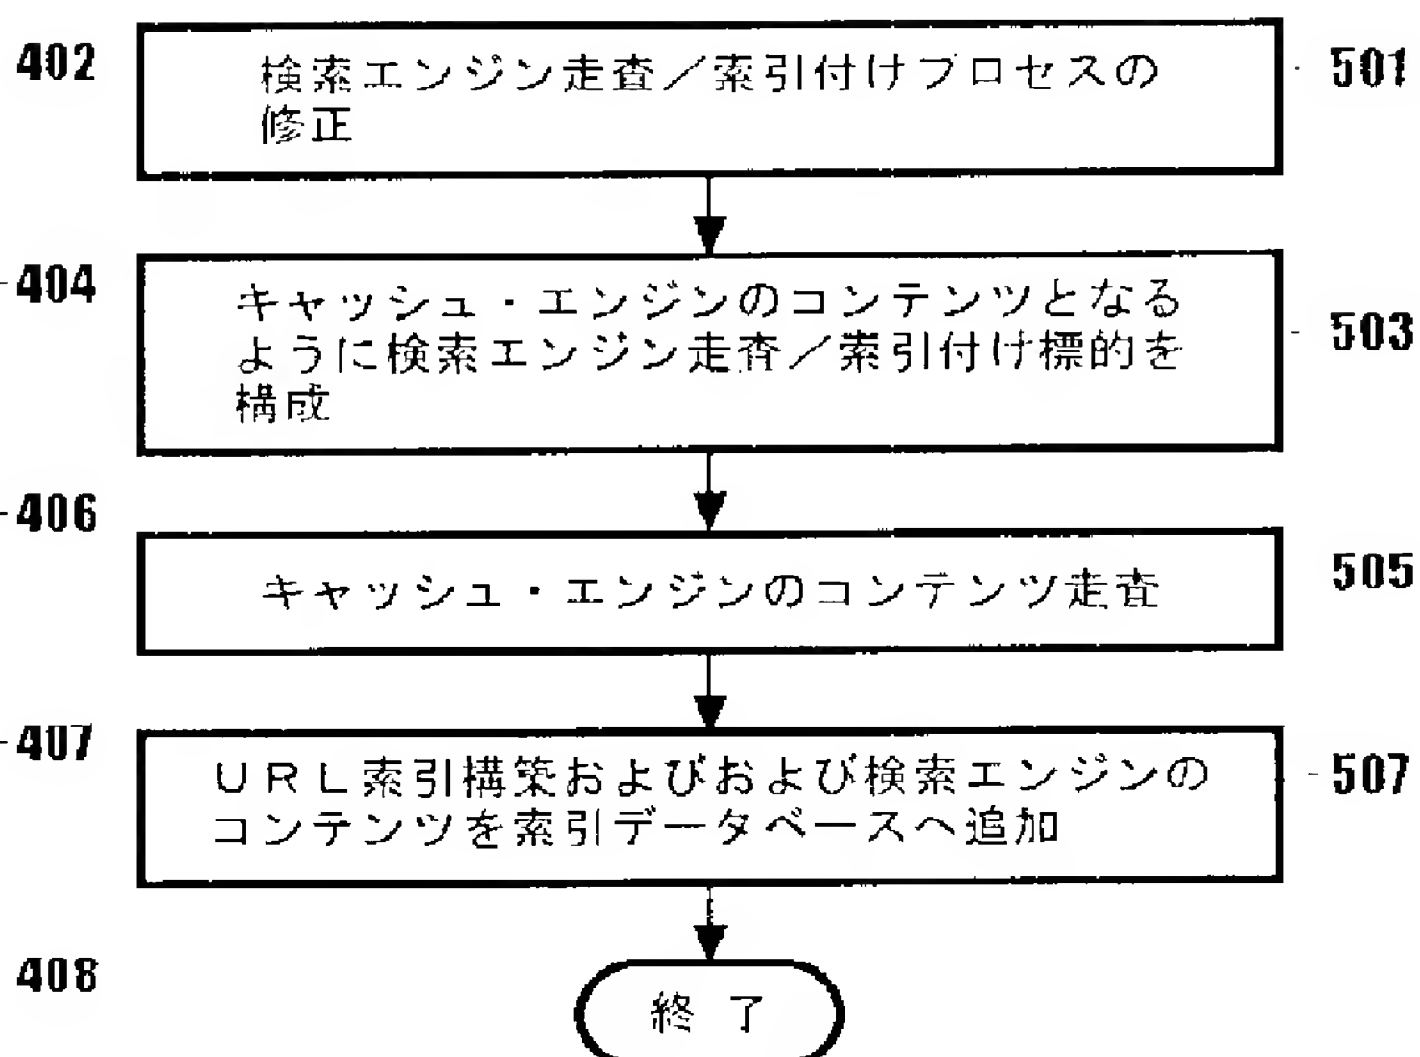 402
検索エンジン走査／索引付けプロセスの
修正
501
404
キャッシュ・エンジンのコンテンツとなる
ように検索エンジン走査／索引付け標的を
構成
503
406
キャッシュ・エンジンのコンテンツ走査
505
407
ＵＲＬ索引構築およびおよび検索エンジンの
コンテンツを索引データベースへ追加
507
408
終了